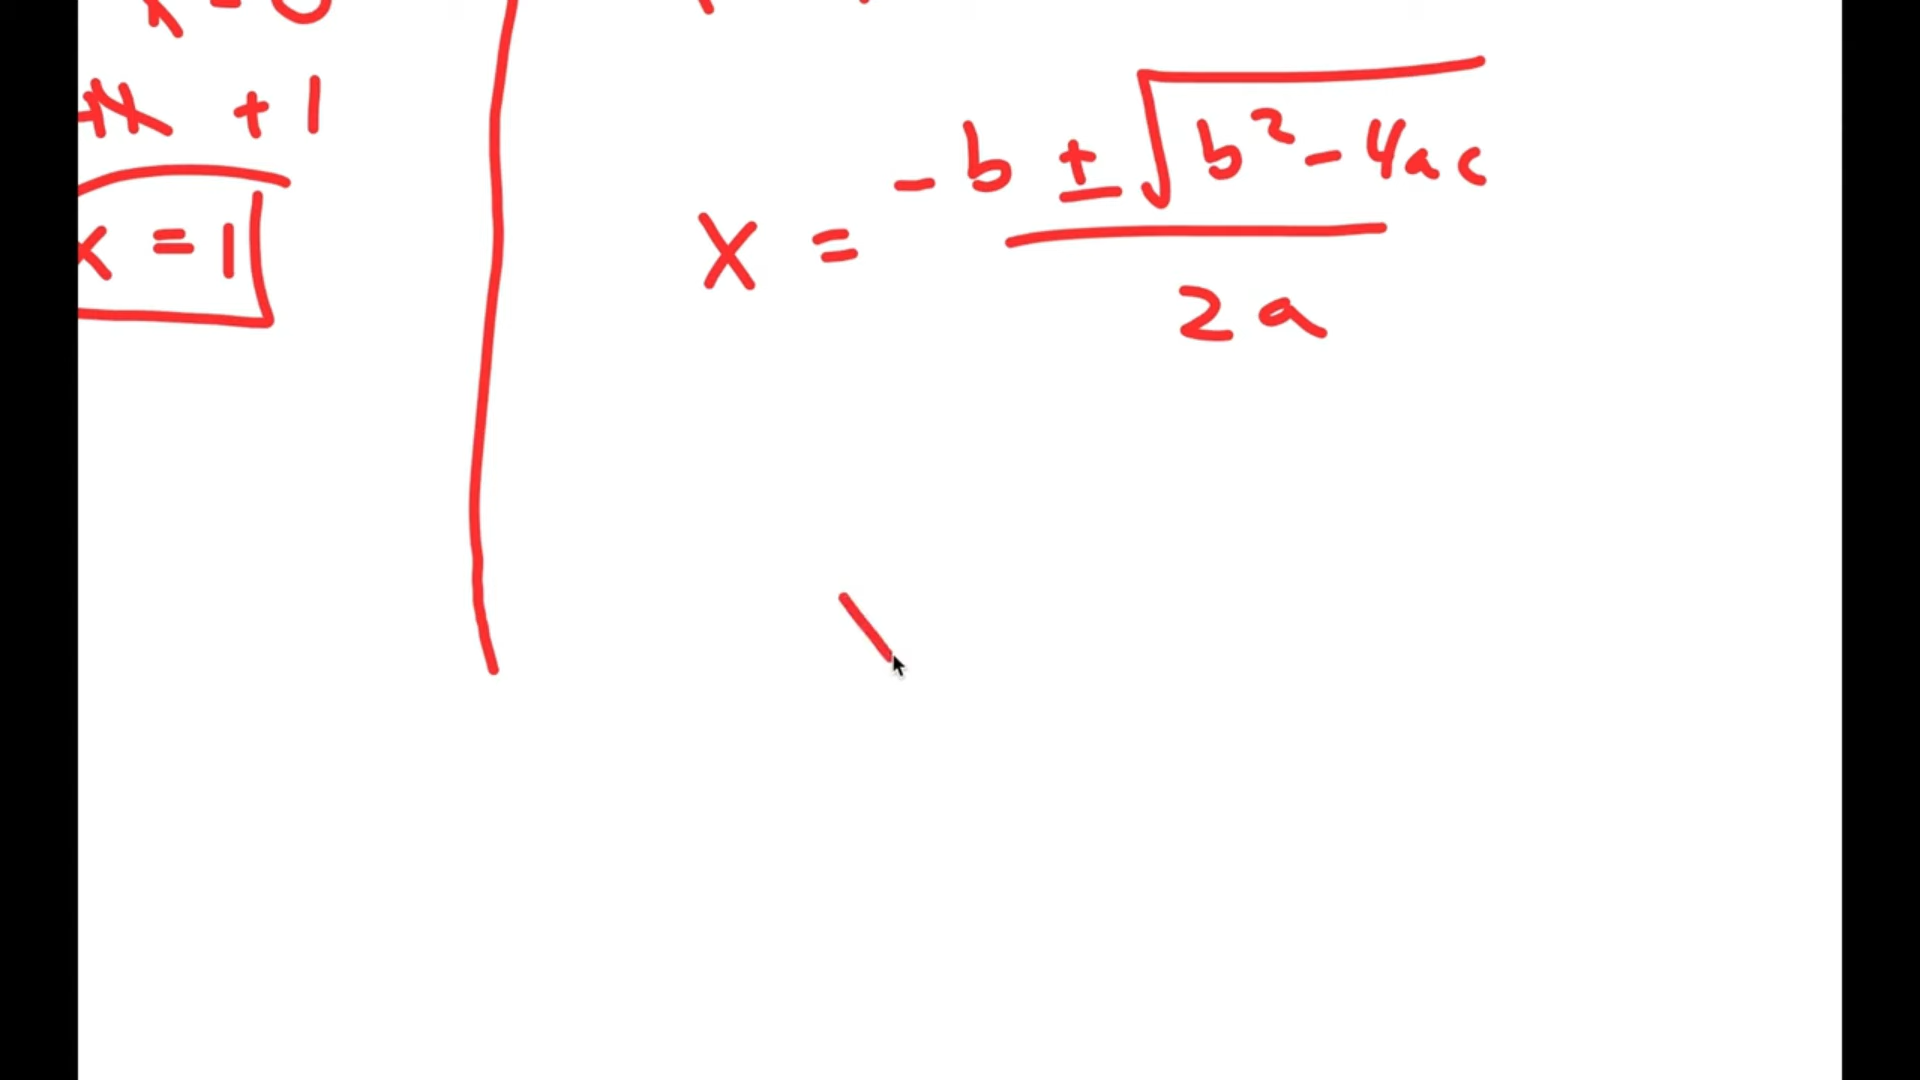 + 1
x = 1
x = -b ± √b² - 4ac
2a